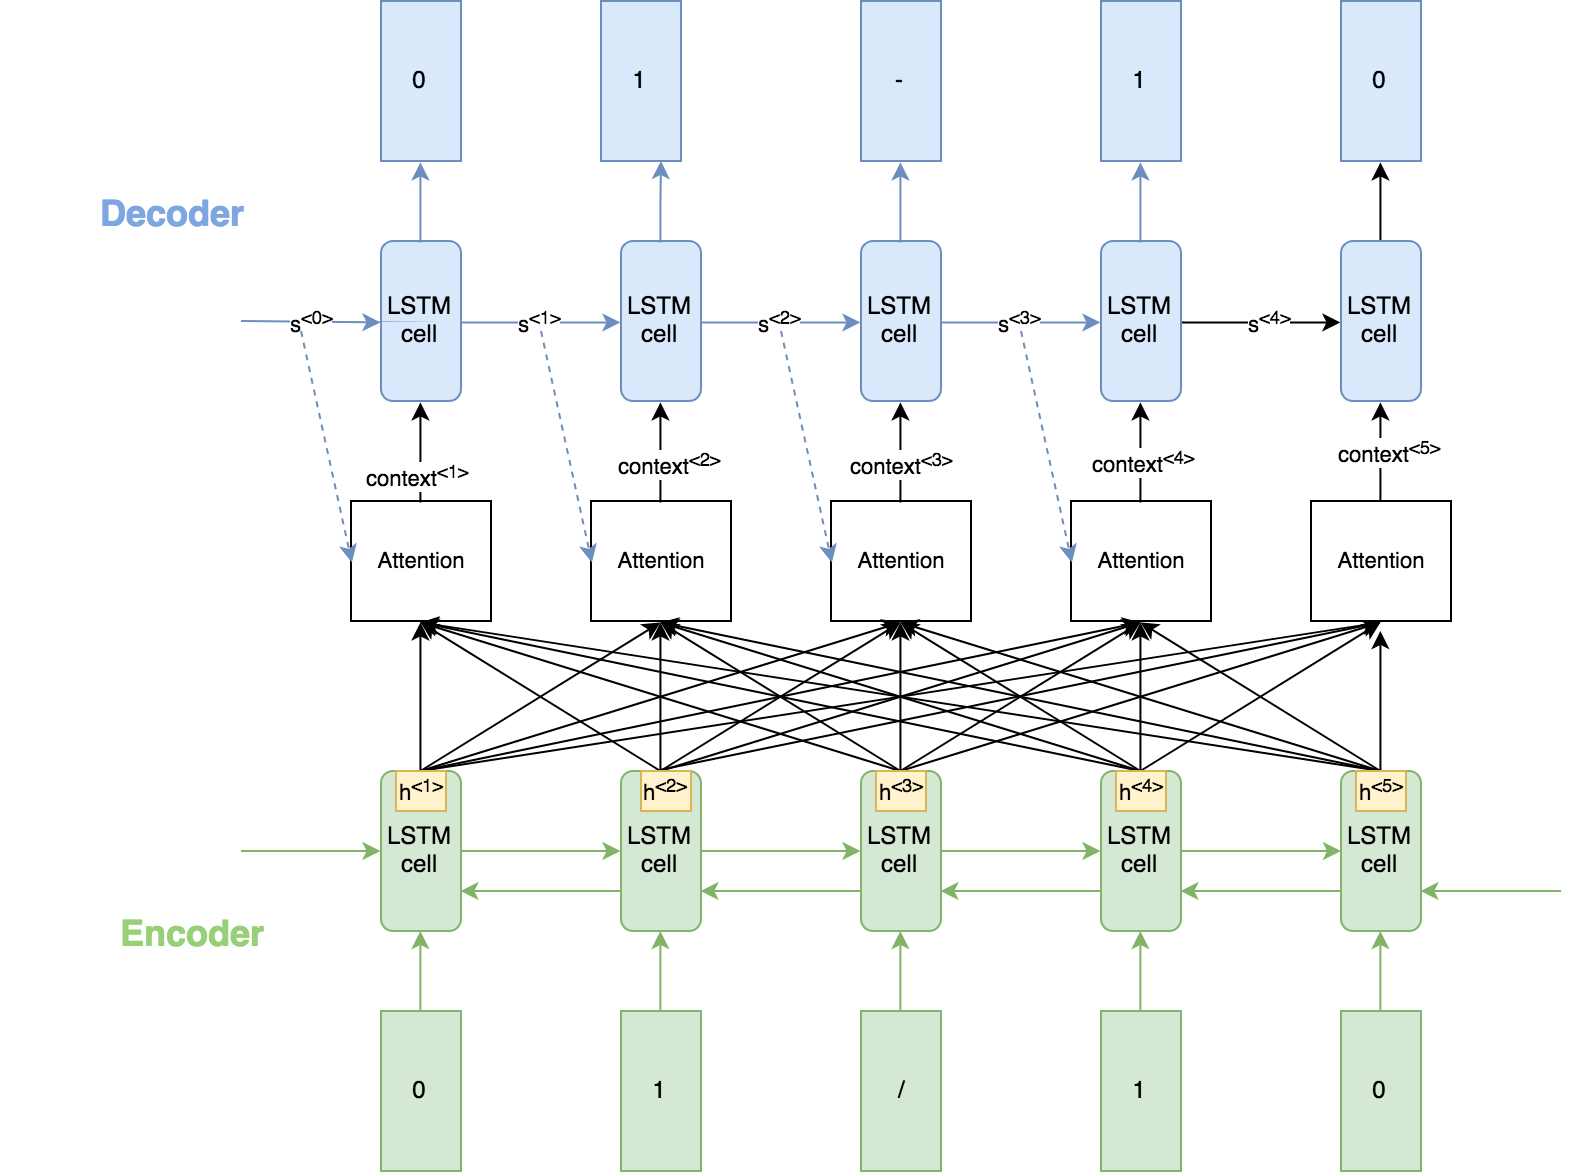 0 1 - 1 0
Decoder
LSTM cell LSTM cell LSTM cell LSTM cell LSTM cell
s<0> s<1> s<2> s<3> s<4>
context<1> context<2> context<3> context<4> context<5>
Attention Attention Attention Attention Attention
h<1> h<2> h<3> h<4> h<5>
LSTM cell LSTM cell LSTM cell LSTM cell LSTM cell
Encoder
0 1 / 1 0